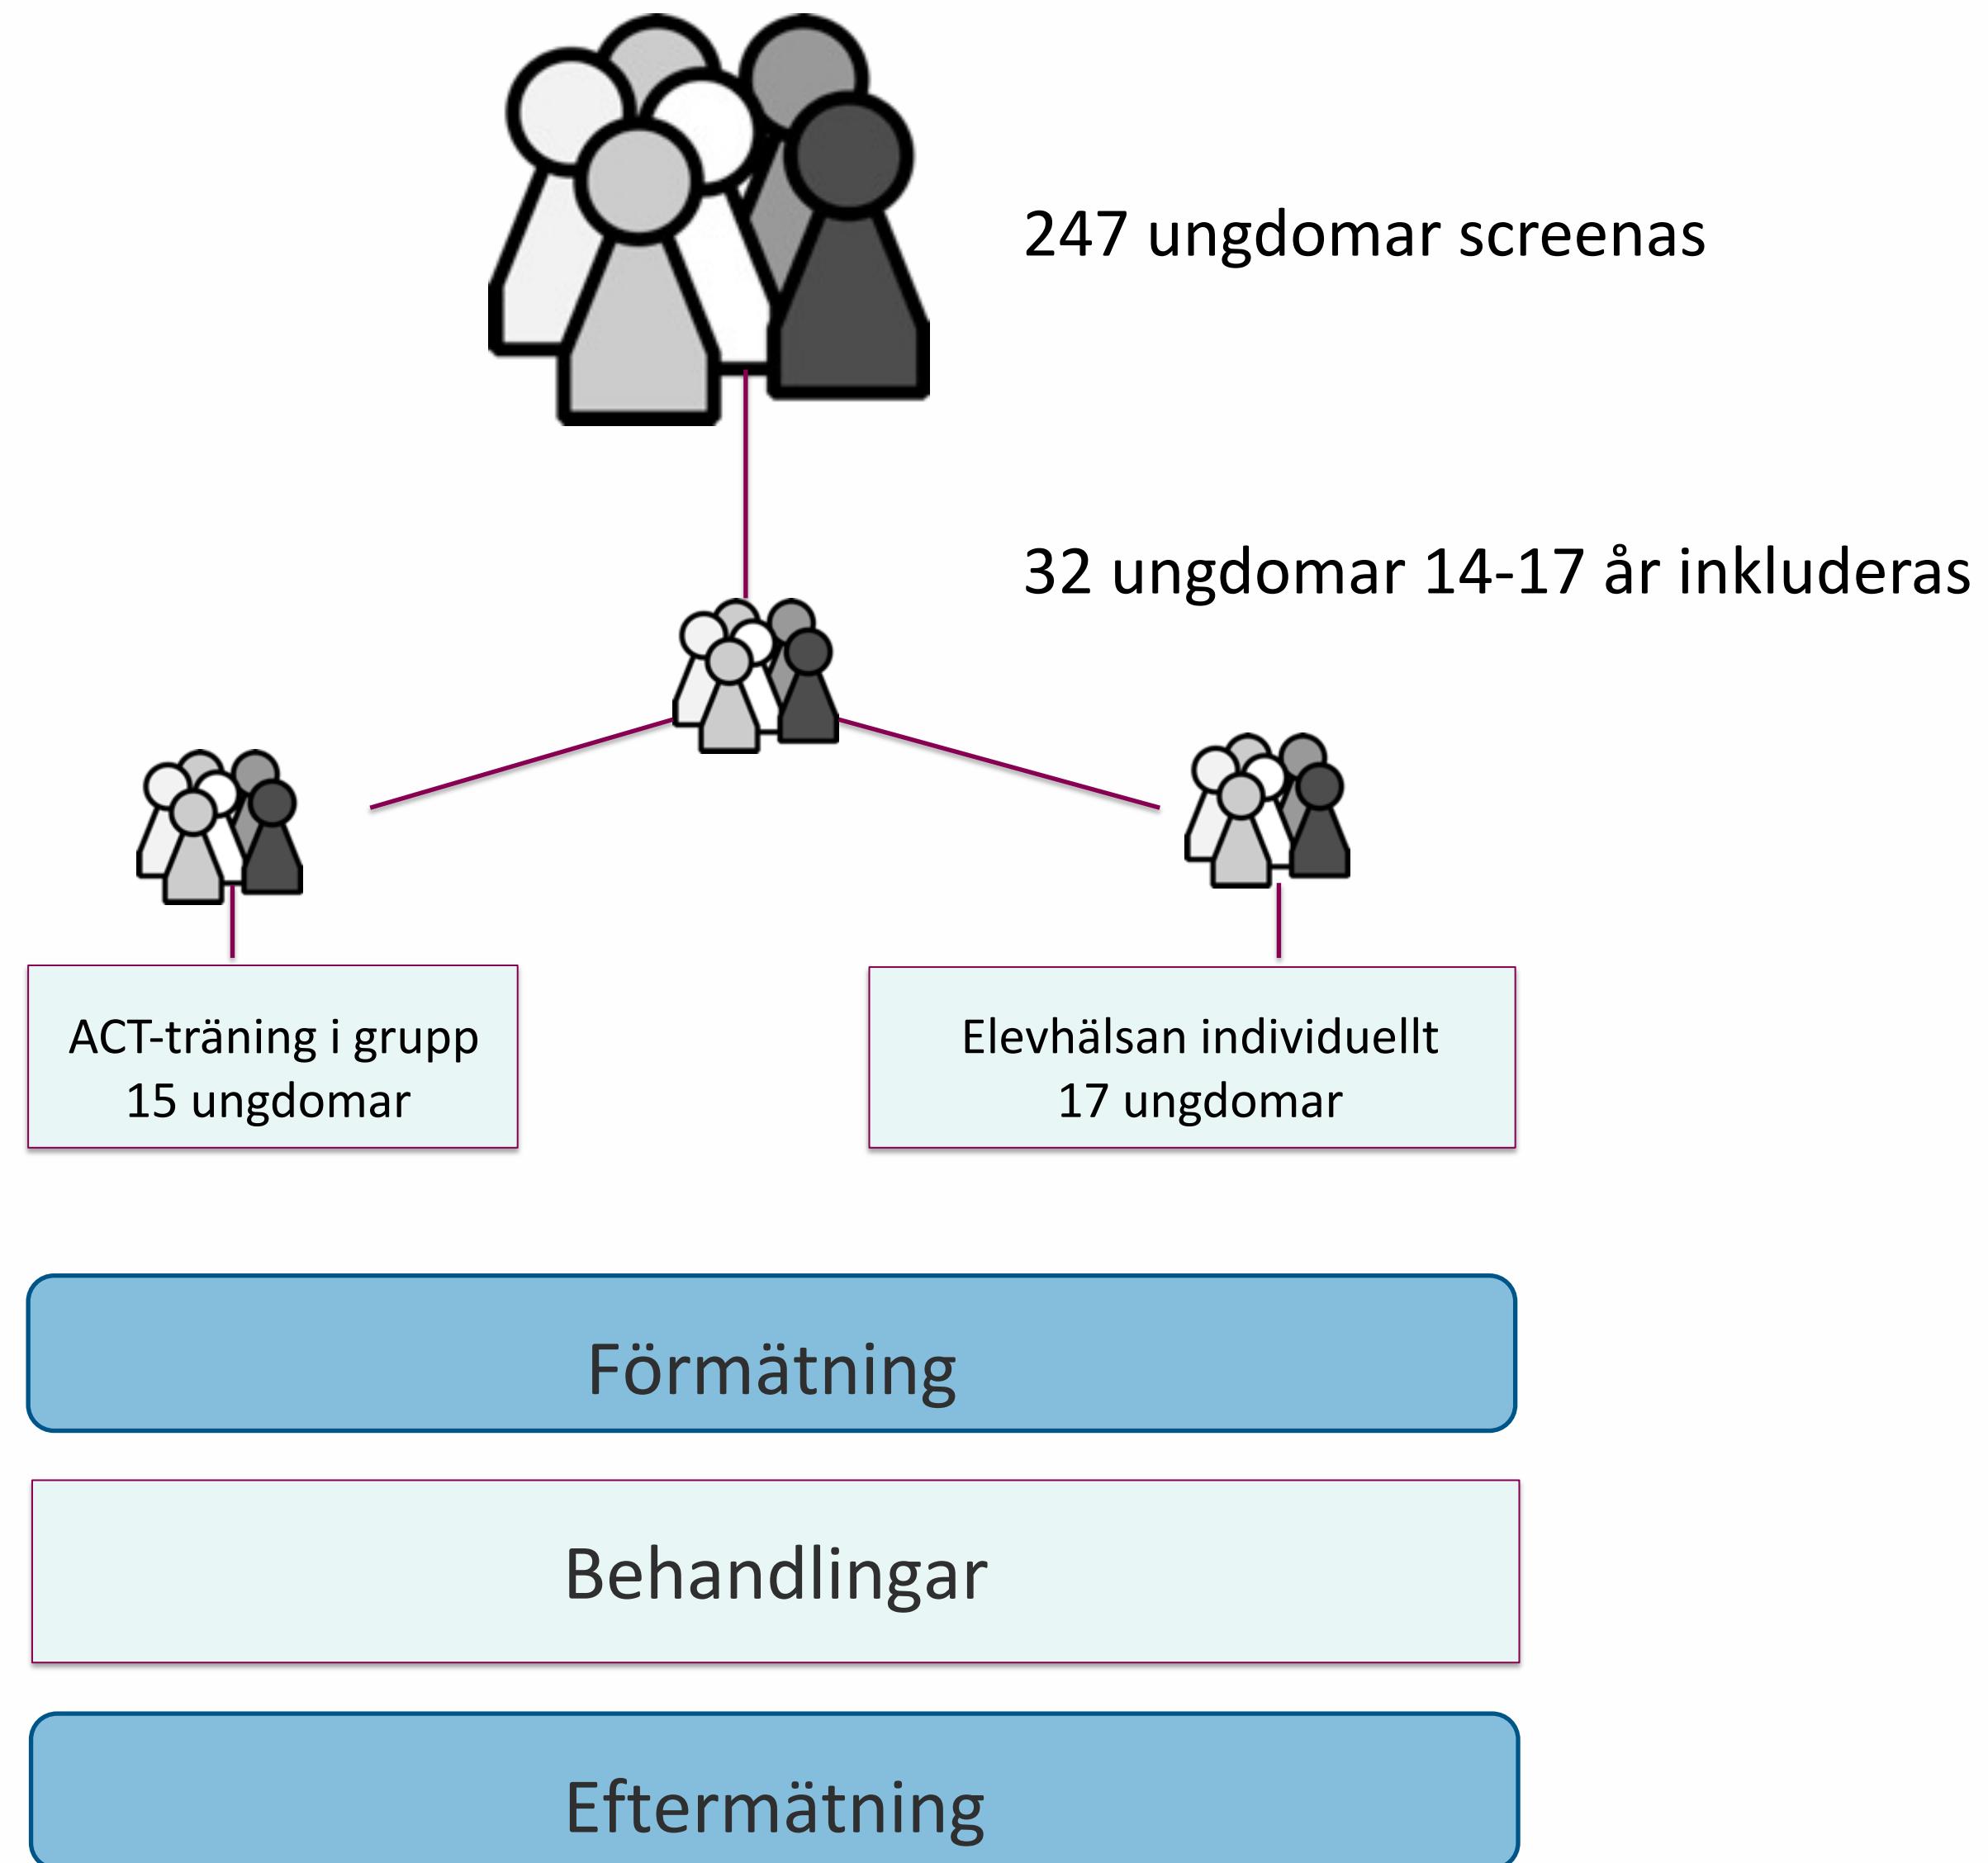 247 ungdomar screenas
32 ungdomar 14-17 år inkluderas
ACT-träning i grupp
15 ungdomar
Elevhälsan individuellt
17 ungdomar
Förmätning
Behandlingar
Eftermätning